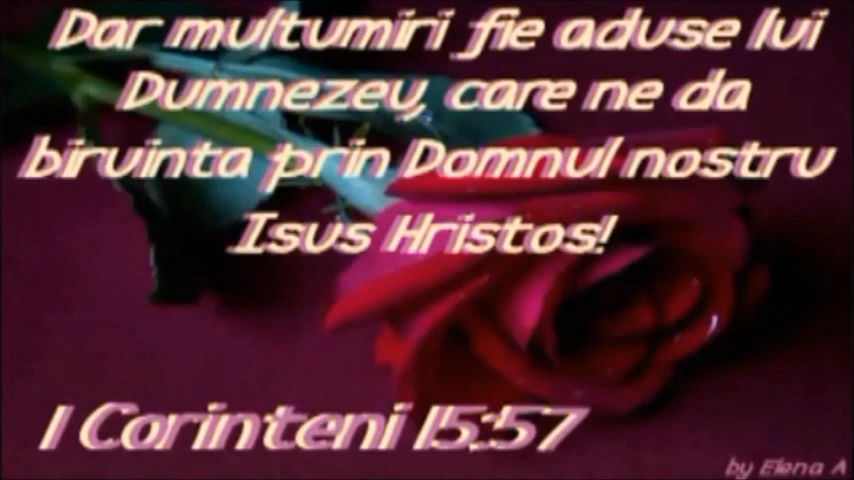 Dar multumiri fie aduse lui
Dumnezeu, care ne da
biruinta prin Domnul nostru
Isus Hristos!
I Corinteni 15:57
by Elena A